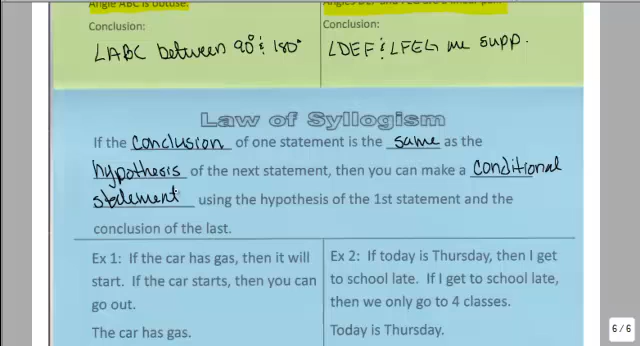 Angle ABC is obtuse.
Conclusion:
∠ABC between 90° & 180°
Conclusion:
∠DEF & ∠FEG are supp.
Law of Syllogism
If the conclusion of one statement is the same as the
hypothesis of the next statement, then you can make a conditional
statement using the hypothesis of the 1st statement and the
conclusion of the last.
Ex 1: If the car has gas, then it will
start. If the car starts, then you can
go out.
The car has gas.
Ex 2: If today is Thursday, then I get
to school late. If I get to school late,
then we only go to 4 classes.
Today is Thursday.
6 / 6